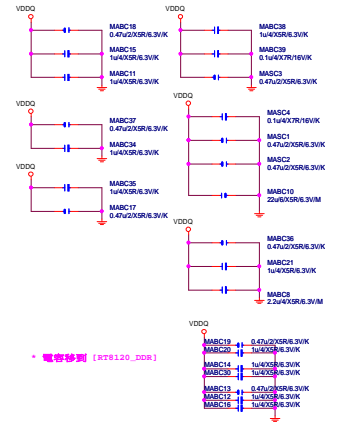 VDDQ
MABC18
0.47u/2/X5R/6.3V/K
MABC15
1u/4/X5R/6.3V/K
MABC11
1u/4/X5R/6.3V/K
VDDQ
MABC38
1u/4/X5R/6.3V/K
MABC39
0.1u/4/X7R/16V/K
MASC3
0.47u/2/X5R/6.3V/K
VDDQ
MABC37
0.47u/2/X5R/6.3V/K
MABC34
1u/4/X5R/6.3V/K
VDDQ
MABC35
1u/4/X5R/6.3V/K
MABC17
0.47u/2/X5R/6.3V/K
VDDQ
MASC4
0.1u/4/X7R/16V/K
MASC1
0.47u/2/X5R/6.3V/K
MASC2
0.47u/2/X5R/6.3V/K
MABC10
22u/6/X5R/6.3V/M
VDDQ
MABC36
0.47u/2/X5R/6.3V/K
MABC21
1u/4/X5R/6.3V/K
MABC8
2.2u/4/X5R/6.3V/M
VDDQ
MABC19 0.47u/2/X5R/6.3V/K
MABC20 1u/4/X5R/6.3V/K
MABC14 1u/4/X5R/6.3V/K
MABC30 1u/4/X5R/6.3V/K
MABC13 0.47u/2/X5R/6.3V/K
MABC12 1u/4/X5R/6.3V/K
MABC16 1u/4/X5R/6.3V/K
* 電容移到 [RT8120_DDR]